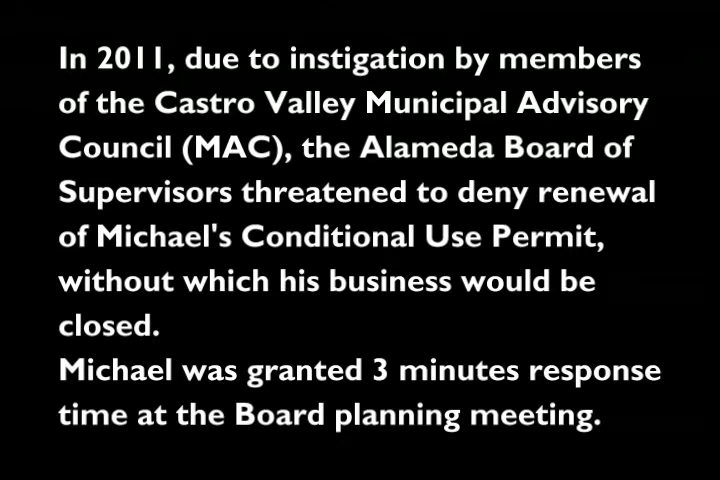 In 2011, due to instigation by members
of the Castro Valley Municipal Advisory
Council (MAC), the Alameda Board of
Supervisors threatened to deny renewal
of Michael's Conditional Use Permit,
without which his business would be
closed.
Michael was granted 3 minutes response
time at the Board planning meeting.